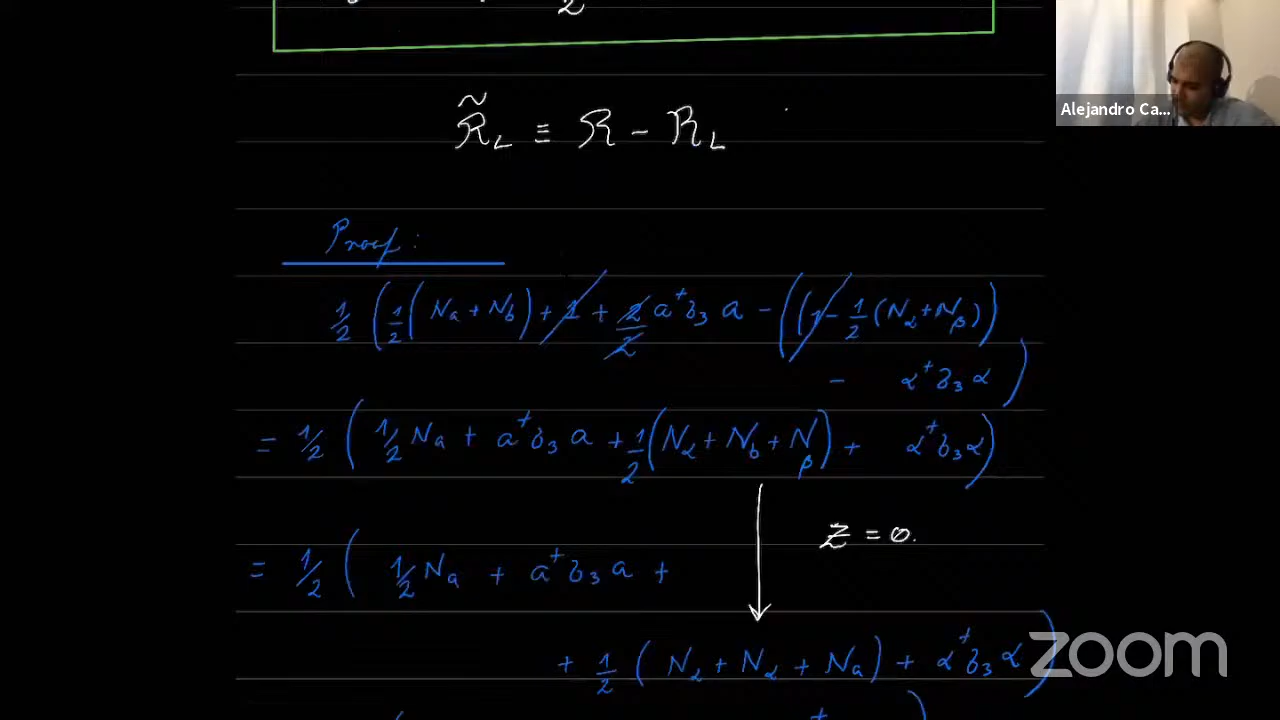 2
Alejandro Ca...
R̃_L ≡ R - R_L
Proof:
1/2 ( 1/2 ( N_a + N_b ) + 1 + 2/2 a⁺ σ_3 a - ( ( 1 - 1/2 ( N_α + N_β ) )
- α⁺ σ_3 α )
= 1/2 ( 1/2 N_a + a⁺ σ_3 a + 1/2 ( N_α + N_b + N_β ) + α⁺ σ_3 α )
Z = 0.
= 1/2 ( 1/2 N_a + a⁺ σ_3 a +
+ 1/2 ( N_α + N_α + N_a ) + α⁺ σ_3 α )
zoom